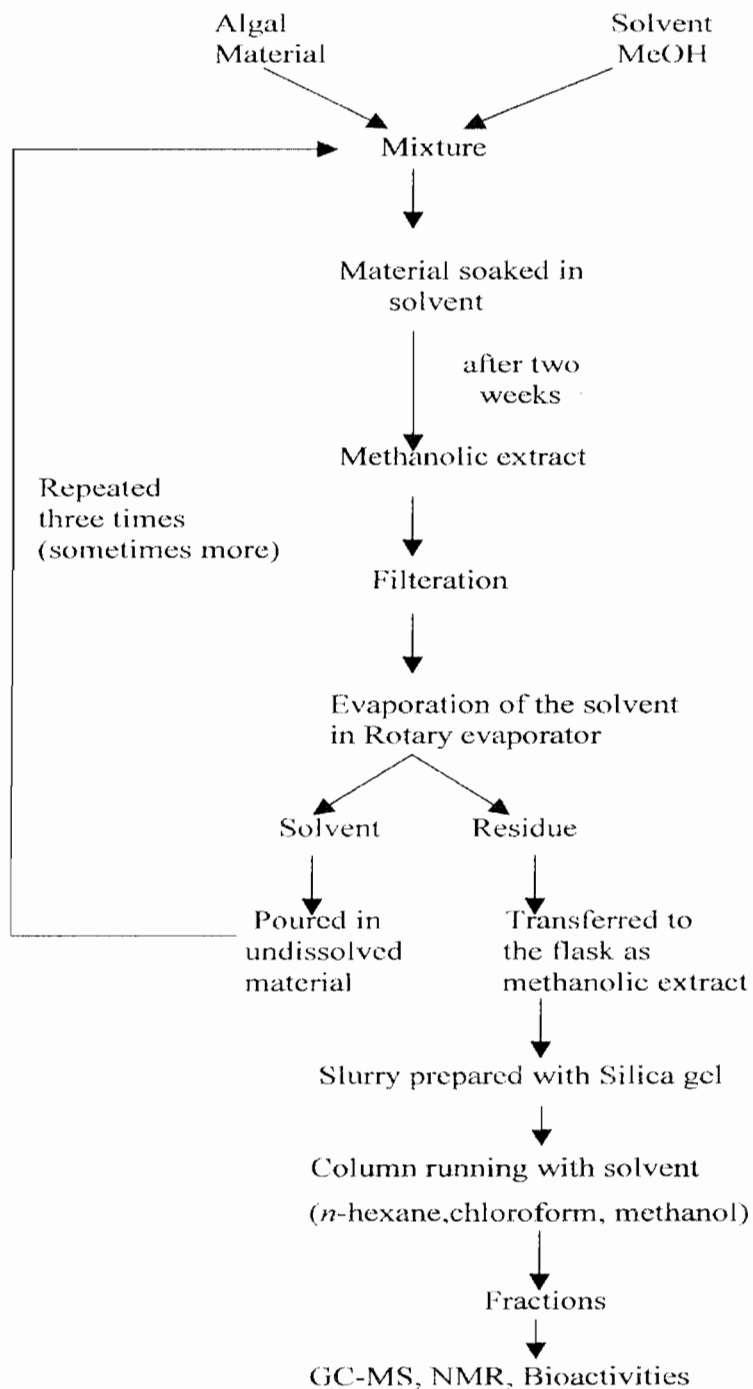 Algal
Material
Solvent
MeOH
Mixture
Material soaked in
solvent
after two
weeks
Methanolic extract
Repeated
three times
(sometimes more)
Filteration
Evaporation of the solvent
in Rotary evaporator
Solvent
Residue
Poured in
undissolved
material
Transferred to
the flask as
methanolic extract
Slurry prepared with Silica gel
Column running with solvent
(n-hexane,chloroform, methanol)
Fractions
GC-MS, NMR, Bioactivities